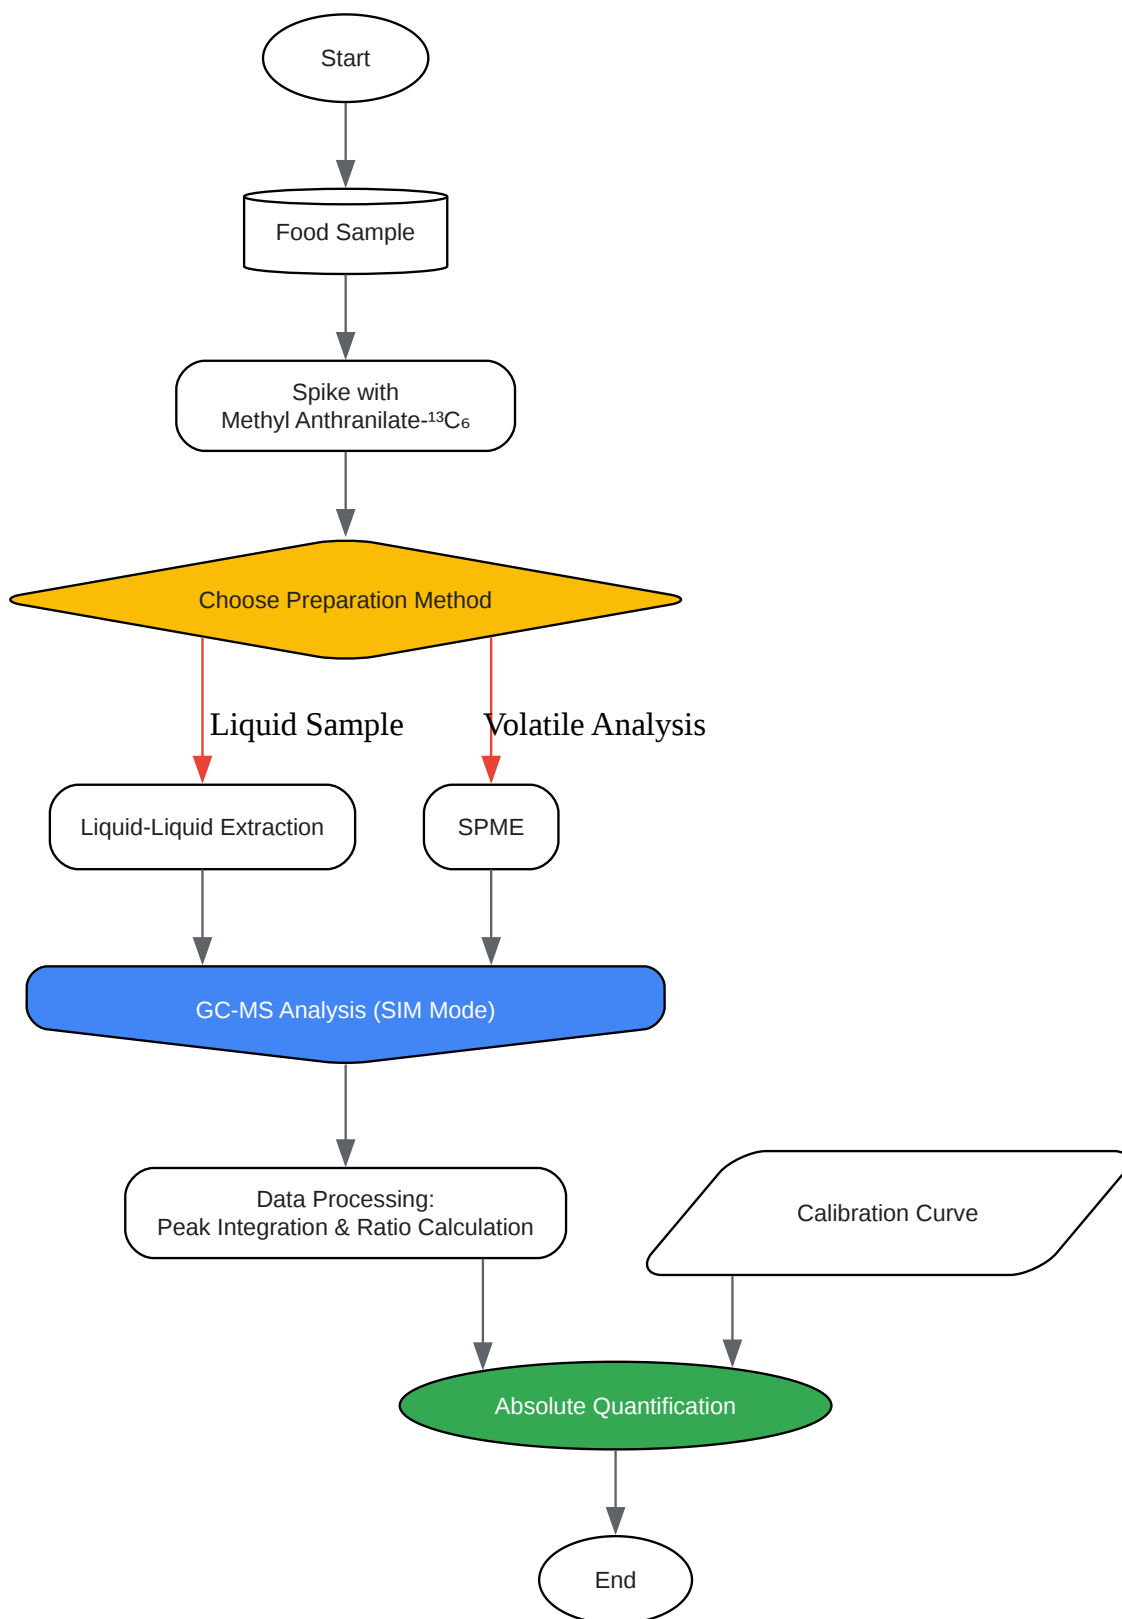 Start
Food Sample
Spike with
Methyl Anthranilate-¹³C₆
Choose Preparation Method
Liquid Sample
Volatile Analysis
Liquid-Liquid Extraction
SPME
GC-MS Analysis (SIM Mode)
Data Processing:
Peak Integration & Ratio Calculation
Calibration Curve
Absolute Quantification
End